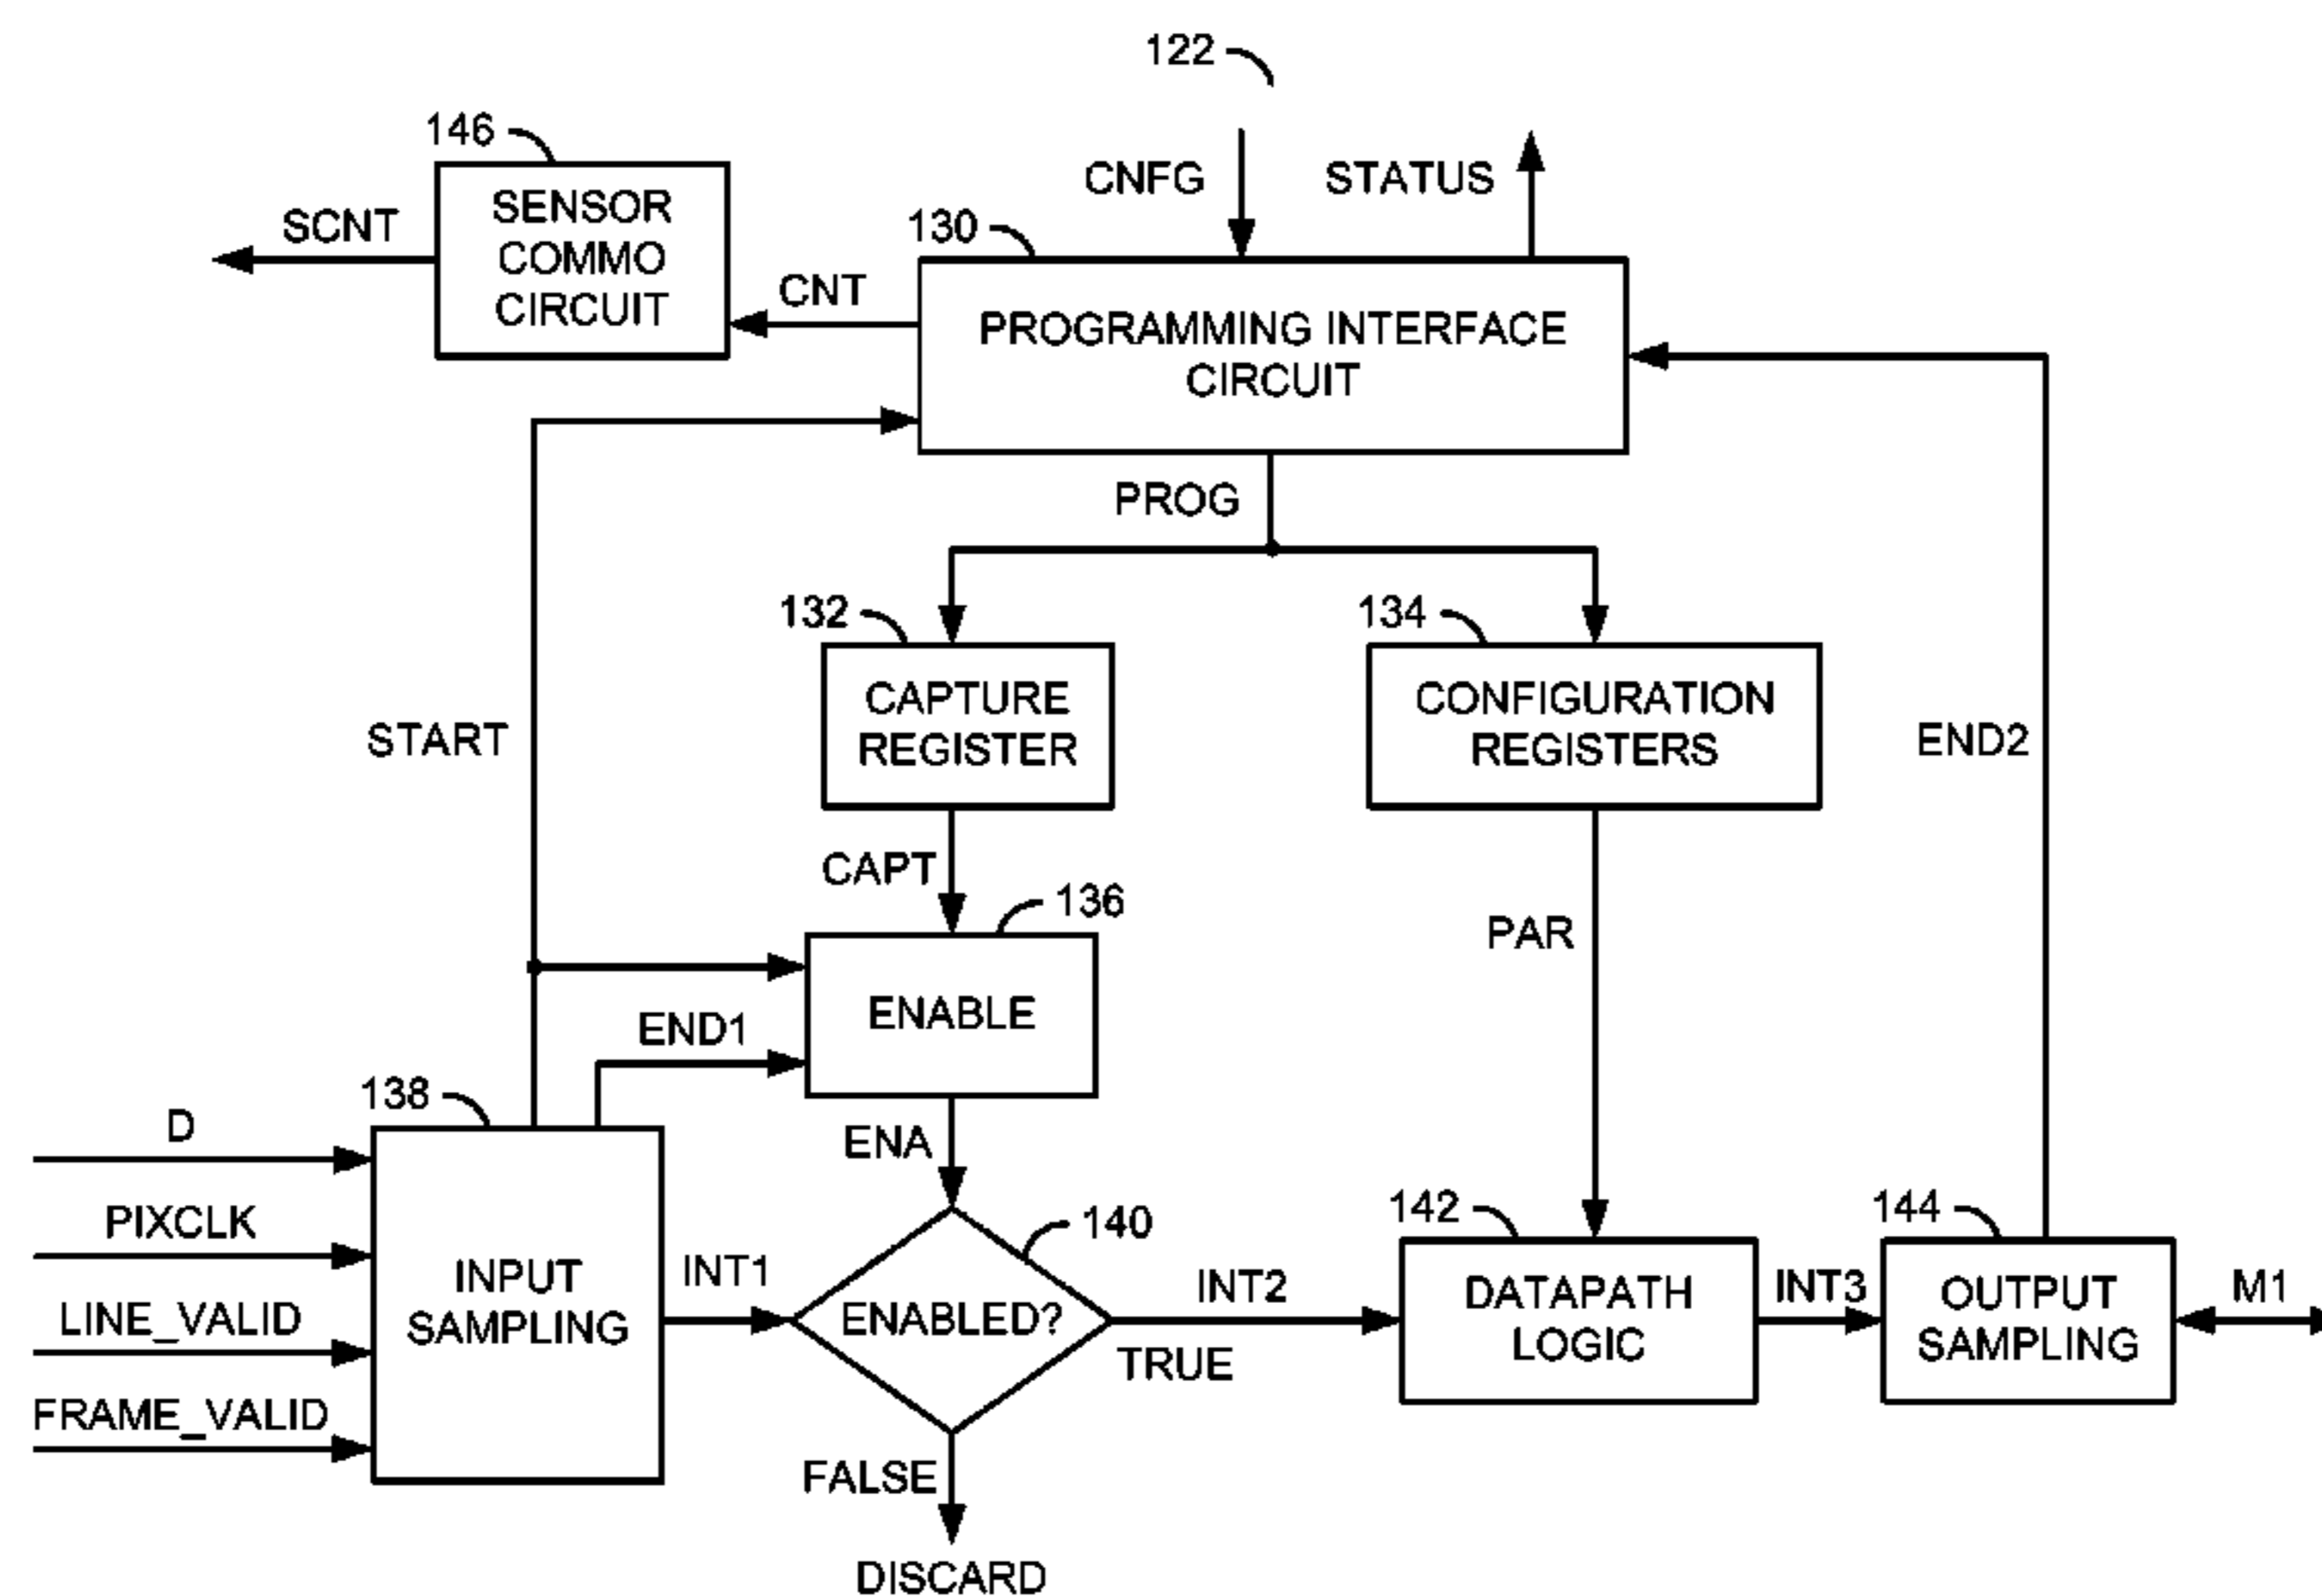 122
146
SENSOR
COMMO
CIRCUIT
SCNT
CNFG
STATUS
130
CNT
PROGRAMMING INTERFACE
CIRCUIT
PROG
132
134
CAPTURE
REGISTER
CONFIGURATION
REGISTERS
START
END2
CAPT
136
PAR
ENABLE
END1
138
D
ENA
PIXCLK
140
142
144
INPUT
SAMPLING
INT1
ENABLED?
INT2
TRUE
DATAPATH
LOGIC
INT3
OUTPUT
SAMPLING
M1
LINE_VALID
FRAME_VALID
FALSE
DISCARD